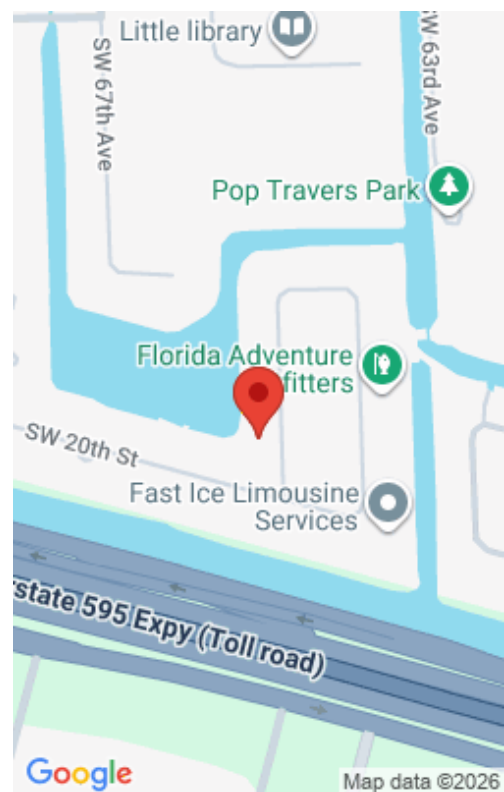 Little library
SW 67th Ave
SW 63rd Ave
Pop Travers Park
Florida Adventure
fitters
SW 20th St
Fast Ice Limousine
Services
rstate 595 Expy (Toll road)
Google
Map data ©2026